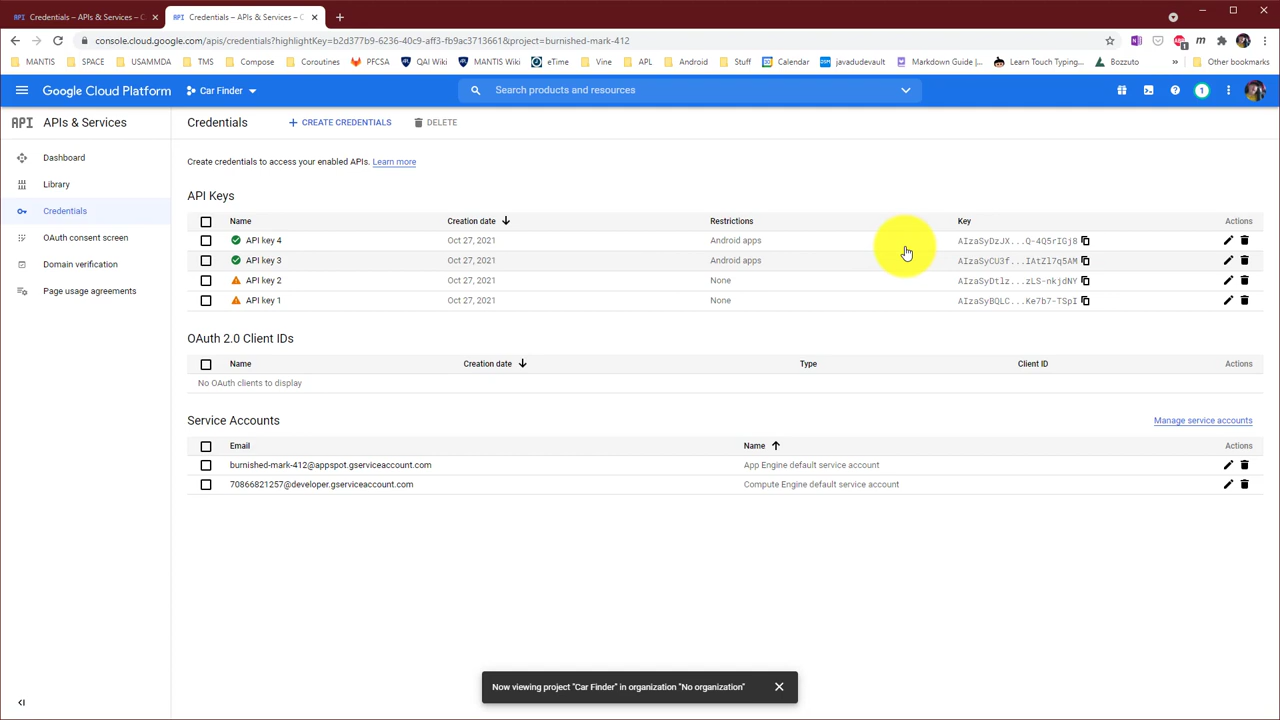 API Credentials – APIs & Services – C
API Credentials – APIs & Services – C
console.cloud.google.com/apis/credentials?highlightKey=b2d377b9-6236-40c9-aff3-fb9ac3713661&project=burnished-mark-412
MANTIS SPACE USAMMDA TMS Compose Coroutines PFCSA QAI Wiki MANTIS Wiki eTime Vine APL Android Stuff Calendar javadudevault Markdown Guide |... Learn Touch Typing... Bozzuto » Other bookmarks
Google Cloud Platform Car Finder Search products and resources 1
API APIs & Services
Credentials + CREATE CREDENTIALS DELETE
Dashboard
Library
Credentials
OAuth consent screen
Domain verification
Page usage agreements
Create credentials to access your enabled APIs. Learn more
API Keys
Name Creation date Restrictions Key Actions
API key 4 Oct 27, 2021 Android apps AIzaSyDzJX...Q-4Q5rIGj8
API key 3 Oct 27, 2021 Android apps AIzaSyCU3f...IAtZl7q5AM
API key 2 Oct 27, 2021 None AIzaSyDtlz...zLS-nkjdNY
API key 1 Oct 27, 2021 None AIzaSyBQLC...Ke7b7-TSpI
OAuth 2.0 Client IDs
Name Creation date Type Client ID Actions
No OAuth clients to display
Service Accounts Manage service accounts
Email Name Actions
burnished-mark-412@appspot.gserviceaccount.com App Engine default service account
70866821257@developer.gserviceaccount.com Compute Engine default service account
Now viewing project "Car Finder" in organization "No organization"